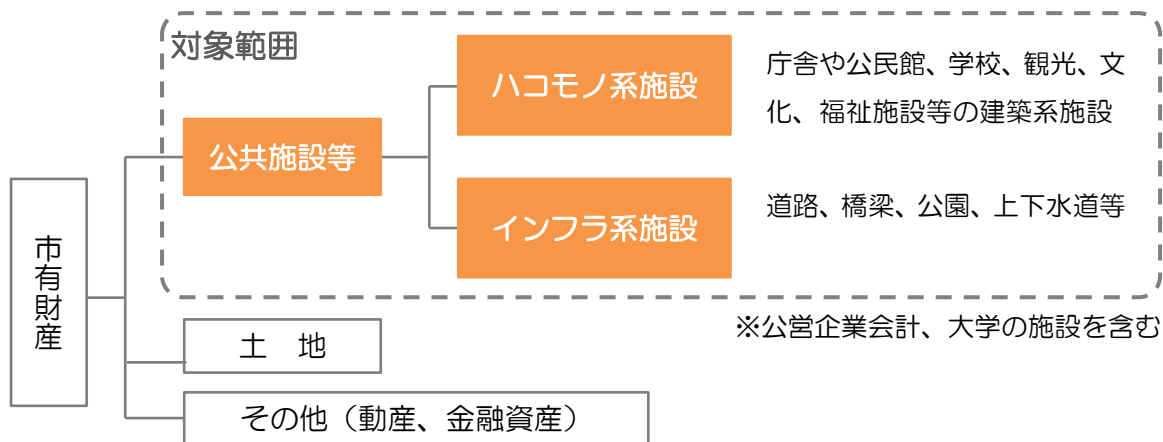 対象範囲
ハコモノ系施設
庁舎や公民館、学校、観光、文
化、福祉施設等の建築系施設
公共施設等
インフラ系施設
道路、橋梁、公園、上下水道等
市有財産
※公営企業会計、大学の施設を含む
土　地
その他（動産、金融資産）